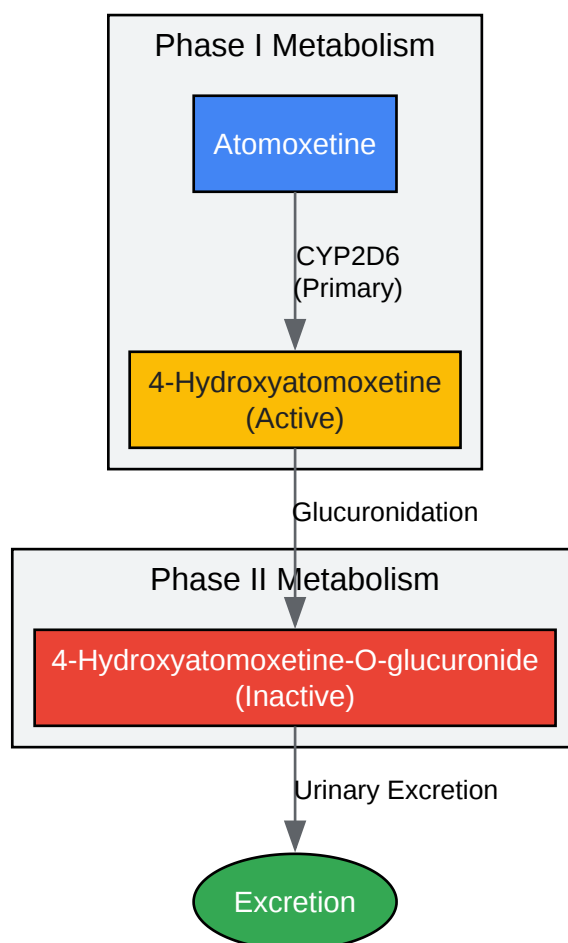 Phase I Metabolism
Atomoxetine
CYP2D6
(Primary)
4-Hydroxyatomoxetine
(Active)
Glucuronidation
Phase II Metabolism
4-Hydroxyatomoxetine-O-glucuronide
(Inactive)
Urinary Excretion
Excretion